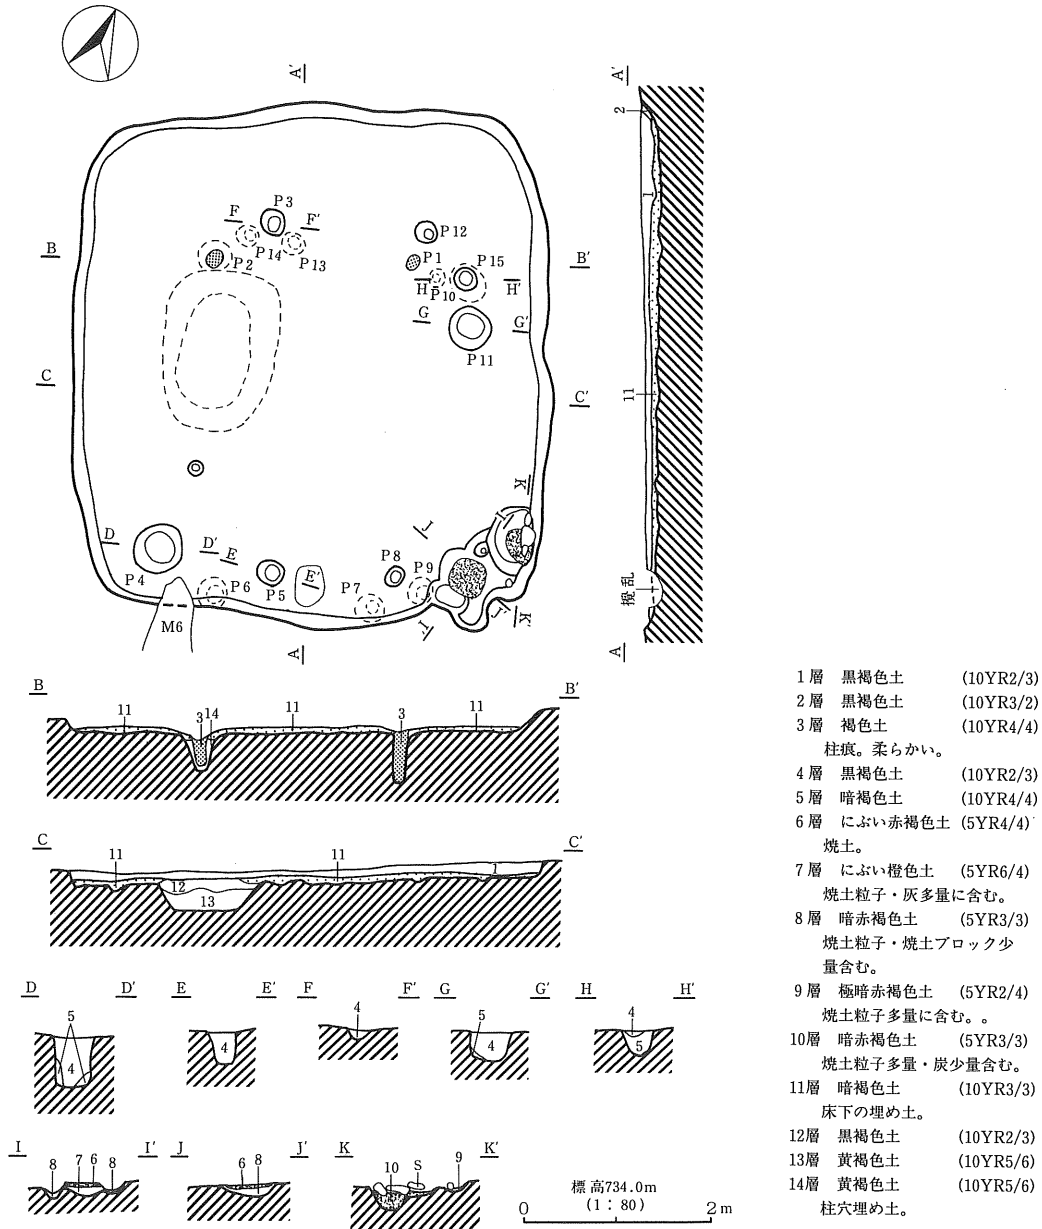 A'
A'
2
P3
F
F'
P12
1
P14
P13
B
P2
P1
P15
B'
H
P10
H'
G
G'
P11
C
C'
11
K
I
J
D
D'
E
P8
P9
P4
P6
P5
E'
P7
撹乱
M6
J'
K'
I'
A
A
B
B'
11
3
14
11
3
11
C
C'
11
11
1
12
13
D
D'
E
E'
F
F'
G
G'
H
H'
5
4
4
4
5
4
4
5
I
I'
J
J'
K
K'
8
7
6
8
6
8
10
S
9
標高734.0m
(1:80)
0
2m
1層 黒褐色土 (10YR2/3)
2層 黒褐色土 (10YR3/2)
3層 褐色土 (10YR4/4)
柱痕。柔らかい。
4層 黒褐色土 (10YR2/3)
5層 暗褐色土 (10YR4/4)
6層 にぶい赤褐色土 (5YR4/4)
焼土。
7層 にぶい橙色土 (5YR6/4)
焼土粒子・灰多量に含む。
8層 暗赤褐色土 (5YR3/3)
焼土粒子・焼土ブロック少
量含む。
9層 極暗赤褐色土 (5YR2/4)
焼土粒子多量に含む。。
10層 暗赤褐色土 (5YR3/3)
焼土粒子多量・炭少量含む。
11層 暗褐色土 (10YR3/3)
床下の埋め土。
12層 黒褐色土 (10YR2/3)
13層 黄褐色土 (10YR5/6)
14層 黄褐色土 (10YR5/6)
柱穴埋め土。